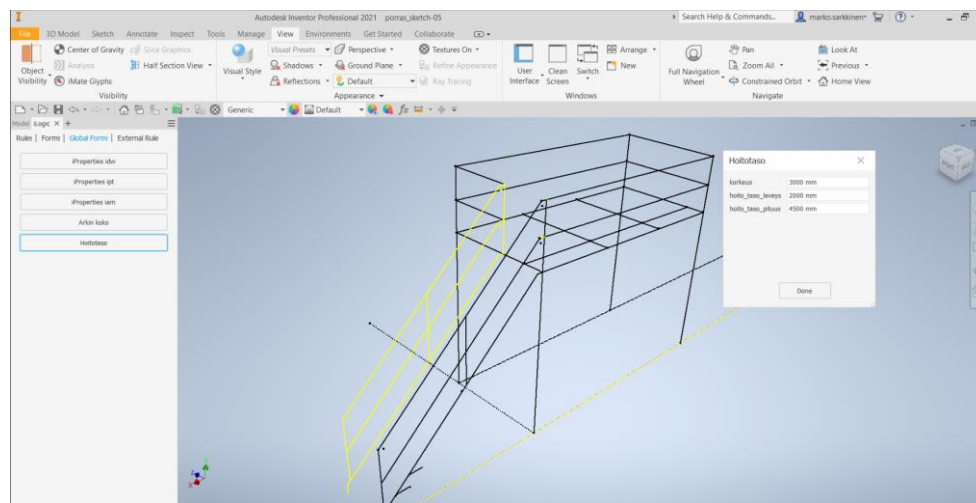 Autodesk Inventor Professional 2021 porras_sketch-05
Search Help & Commands...
marko.sarkkinen
File 3D Model Sketch Annotate Inspect Tools Manage View Environments Get Started Collaborate
Object Visibility
Center of Gravity
Slice Graphics
Analysis
Half Section View
iMate Glyphs
Visibility
Visual Style
Visual Presets
Perspective
Textures On
Shadows
Ground Plane
Refine Appearance
Reflections
2_Default
Ray Tracing
Appearance
User Interface
Clean Screen
Switch
Arrange
New
Windows
Full Navigation Wheel
Pan
Look At
Zoom All
Previous
Constrained Orbit
Home View
Navigate
Generic
Default
Model iLogic
Rules | Forms | Global Forms | External Rule
iProperties idw
iProperties ipt
iProperties iam
Arkin koko
Hoitotaso
Hoitotaso
korkeus 3000 mm
hoito_taso_leveys 2000 mm
hoito_taso_pituus 4500 mm
Done